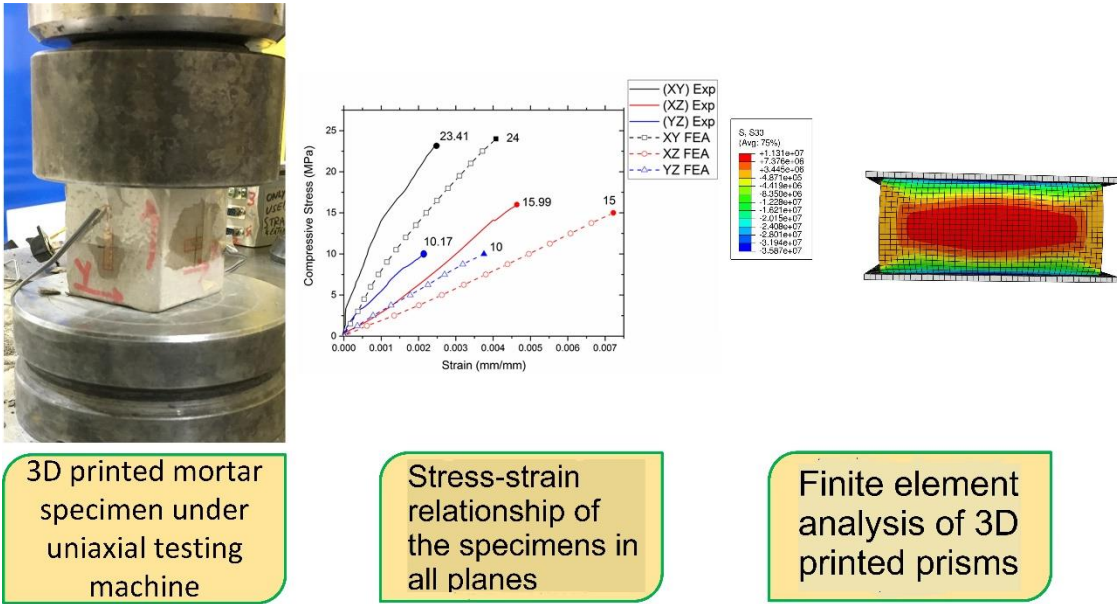 (XY) Exp
(XZ) Exp
(YZ) Exp
XY FEA
XZ FEA
YZ FEA
25
20
15
10
5
0
Compressive Stress (MPa)
23.41
24
15.99
15
10.17
10
0.000 0.001 0.002 0.003 0.004 0.005 0.006 0.007
Strain (mm/mm)
S, S33
(Avg: 75%)
+1.131e+07
+7.376e+06
+3.445e+06
-4.871e+05
-4.419e+06
-8.350e+06
-1.228e+07
-1.621e+07
-2.015e+07
-2.408e+07
-2.801e+07
-3.194e+07
-3.587e+07
3D printed mortar
specimen under
uniaxial testing
machine
Stress-strain
relationship of
the specimens in
all planes
Finite element
analysis of 3D
printed prisms